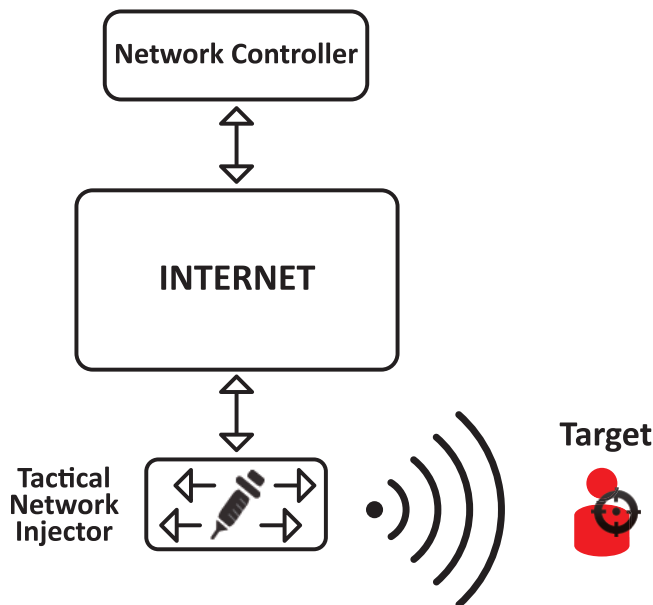 Network Controller
INTERNET
Target
Tactical
Network
Injector